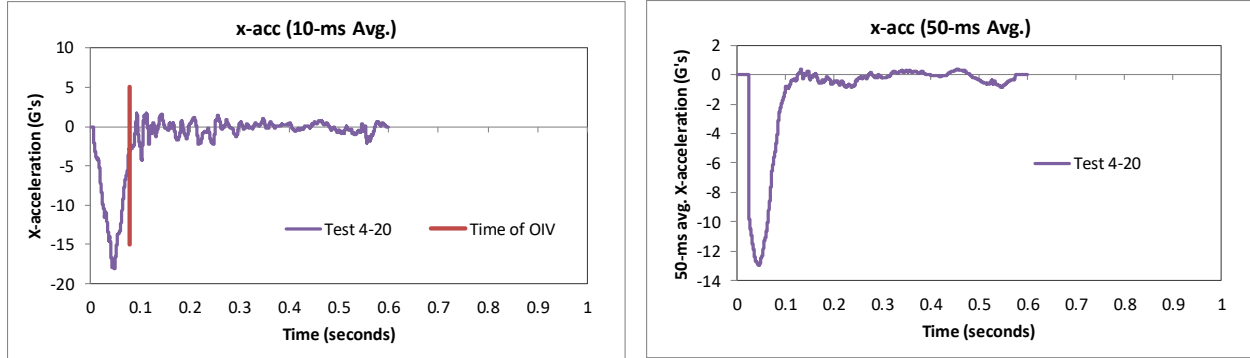 x-acc (10-ms Avg.)
X-acceleration (G's)
10
5
0
-5
-10
-15
-20
Test 4-20
Time of OIV
0 0.1 0.2 0.3 0.4 0.5 0.6 0.7 0.8 0.9 1
Time (seconds)
x-acc (50-ms Avg.)
50-ms avg. X-acceleration (G's)
2
0
-2
-4
-6
-8
-10
-12
-14
Test 4-20
0 0.1 0.2 0.3 0.4 0.5 0.6 0.7 0.8 0.9 1
Time (seconds)